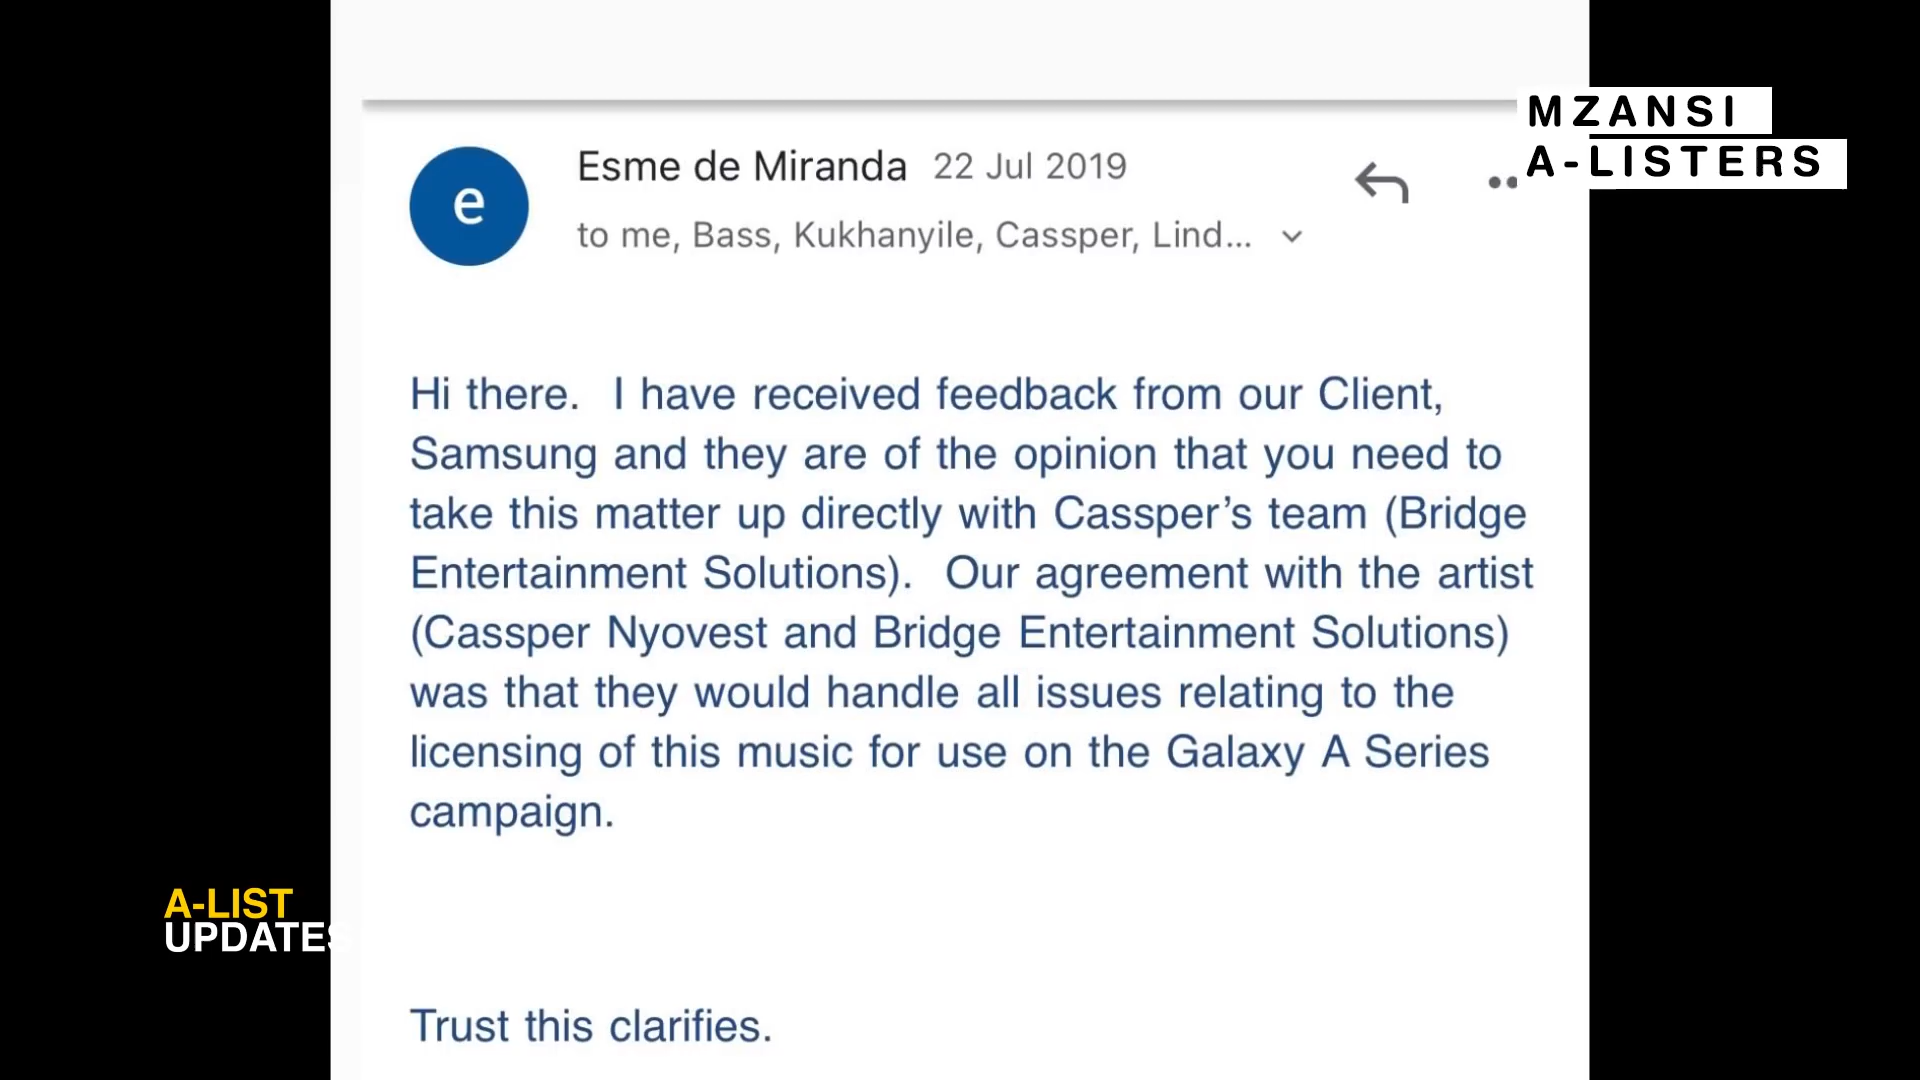 MZANSI
A-LISTERS
e
Esme de Miranda 22 Jul 2019
to me, Bass, Kukhanyile, Cassper, Lind...
Hi there. I have received feedback from our Client,
Samsung and they are of the opinion that you need to
take this matter up directly with Cassper’s team (Bridge
Entertainment Solutions). Our agreement with the artist
(Cassper Nyovest and Bridge Entertainment Solutions)
was that they would handle all issues relating to the
licensing of this music for use on the Galaxy A Series
campaign.
A-LIST
UPDATES
Trust this clarifies.